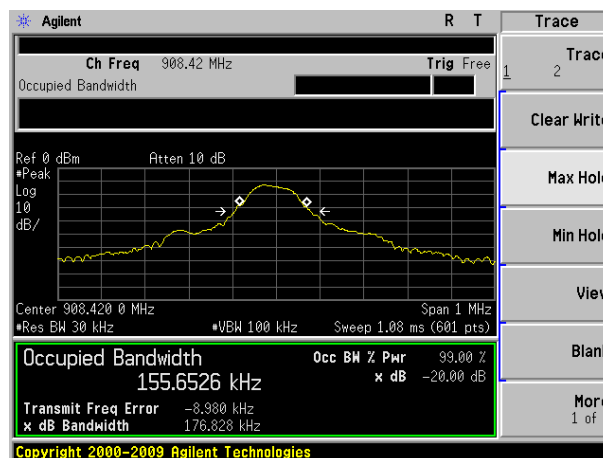 Agilent R T Trace
Ch Freq 908.42 MHz Trig Free
Occupied Bandwidth
Trace
1 2
Clear Write
Max Hold
Min Hold
View
Blank
More
1 of
Ref 0 dBm Atten 10 dB
#Peak
Log
10
dB/
Center 908.420 0 MHz Span 1 MHz
#Res BW 30 kHz #VBW 100 kHz Sweep 1.08 ms (601 pts)
Occupied Bandwidth Occ BW % Pwr 99.00 %
155.6526 kHz x dB -20.00 dB
Transmit Freq Error -8.980 kHz
x dB Bandwidth 176.828 kHz
Copyright 2000-2009 Agilent Technologies